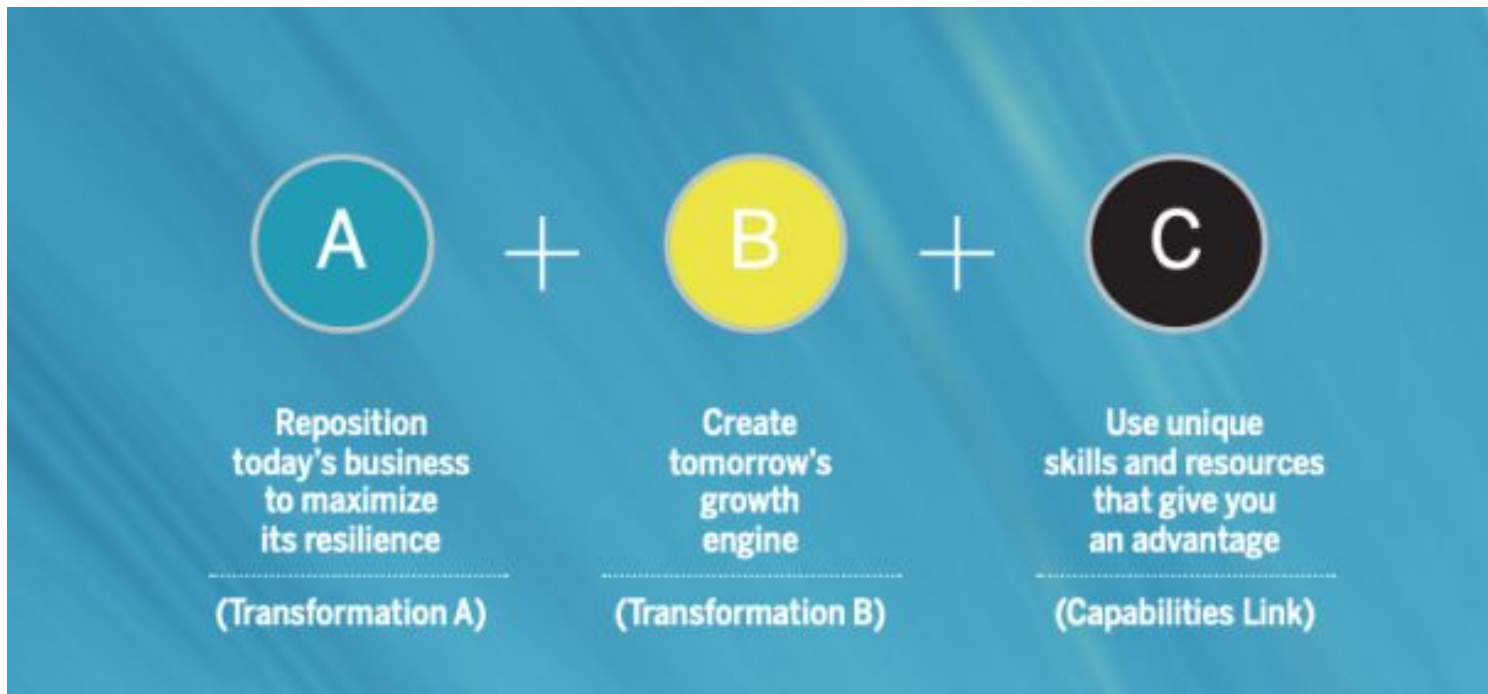 A + B + C
Reposition
today's business
to maximize
its resilience
(Transformation A)
Create
tomorrow's
growth
engine
(Transformation B)
Use unique
skills and resources
that give you
an advantage
(Capabilities Link)